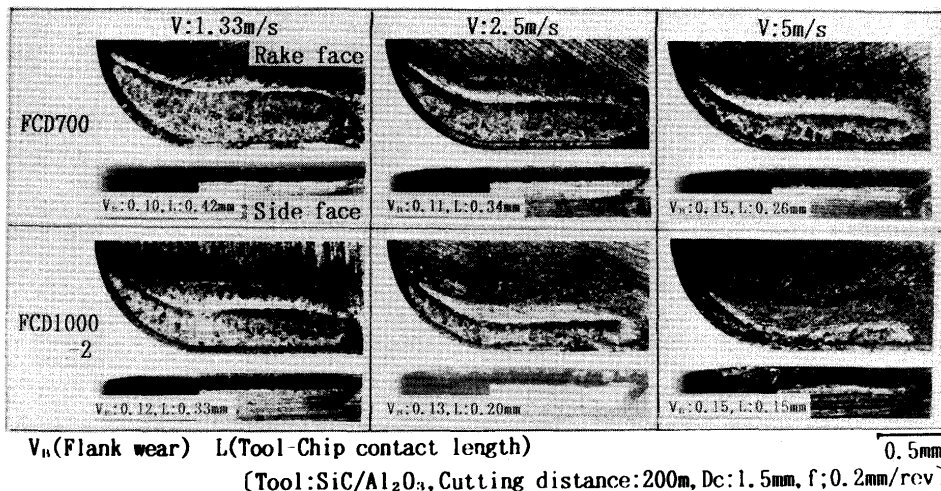 V:1.33m/s V:2.5m/s V:5m/s
Rake face
FCD700
Side face
V_B:0.10,L:0.42mm V_B:0.11,L:0.34mm V_B:0.15,L:0.26mm
FCD1000
-2
V_B:0.12,L:0.33mm V_B:0.13,L:0.20mm V_B:0.15,L:0.15mm
V_B(Flank wear) L(Tool-Chip contact length)
0.5mm
[Tool:SiC/Al₂O₃,Cutting distance:200m,Dc:1.5mm,f;0.2mm/rev]